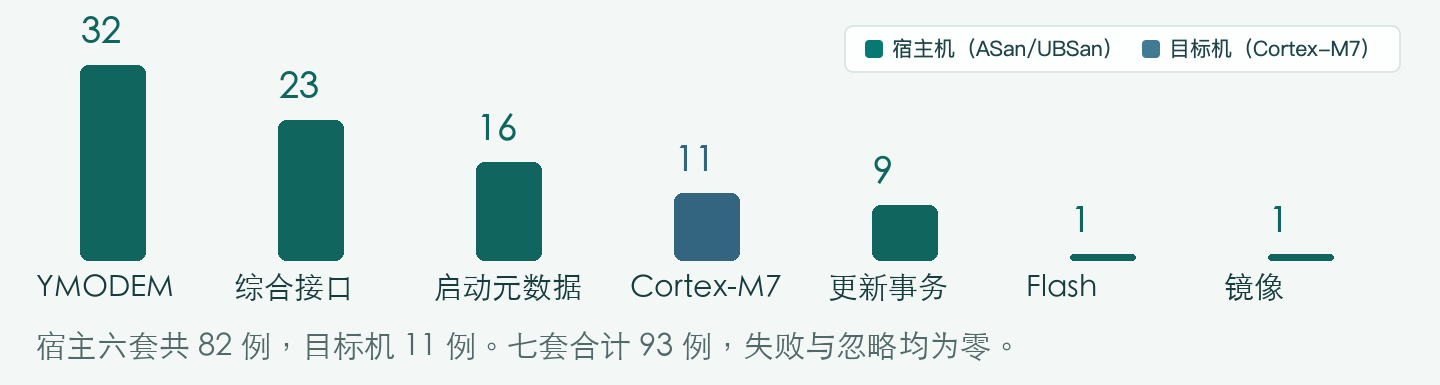 32
宿主机（ASan/UBSan） 目标机（Cortex–M7）
23
16
11
9
1 1
YMODEM 综合接口 启动元数据 Cortex-M7 更新事务 Flash 镜像
宿主六套共 82 例，目标机 11 例。七套合计 93 例，失败与忽略均为零。